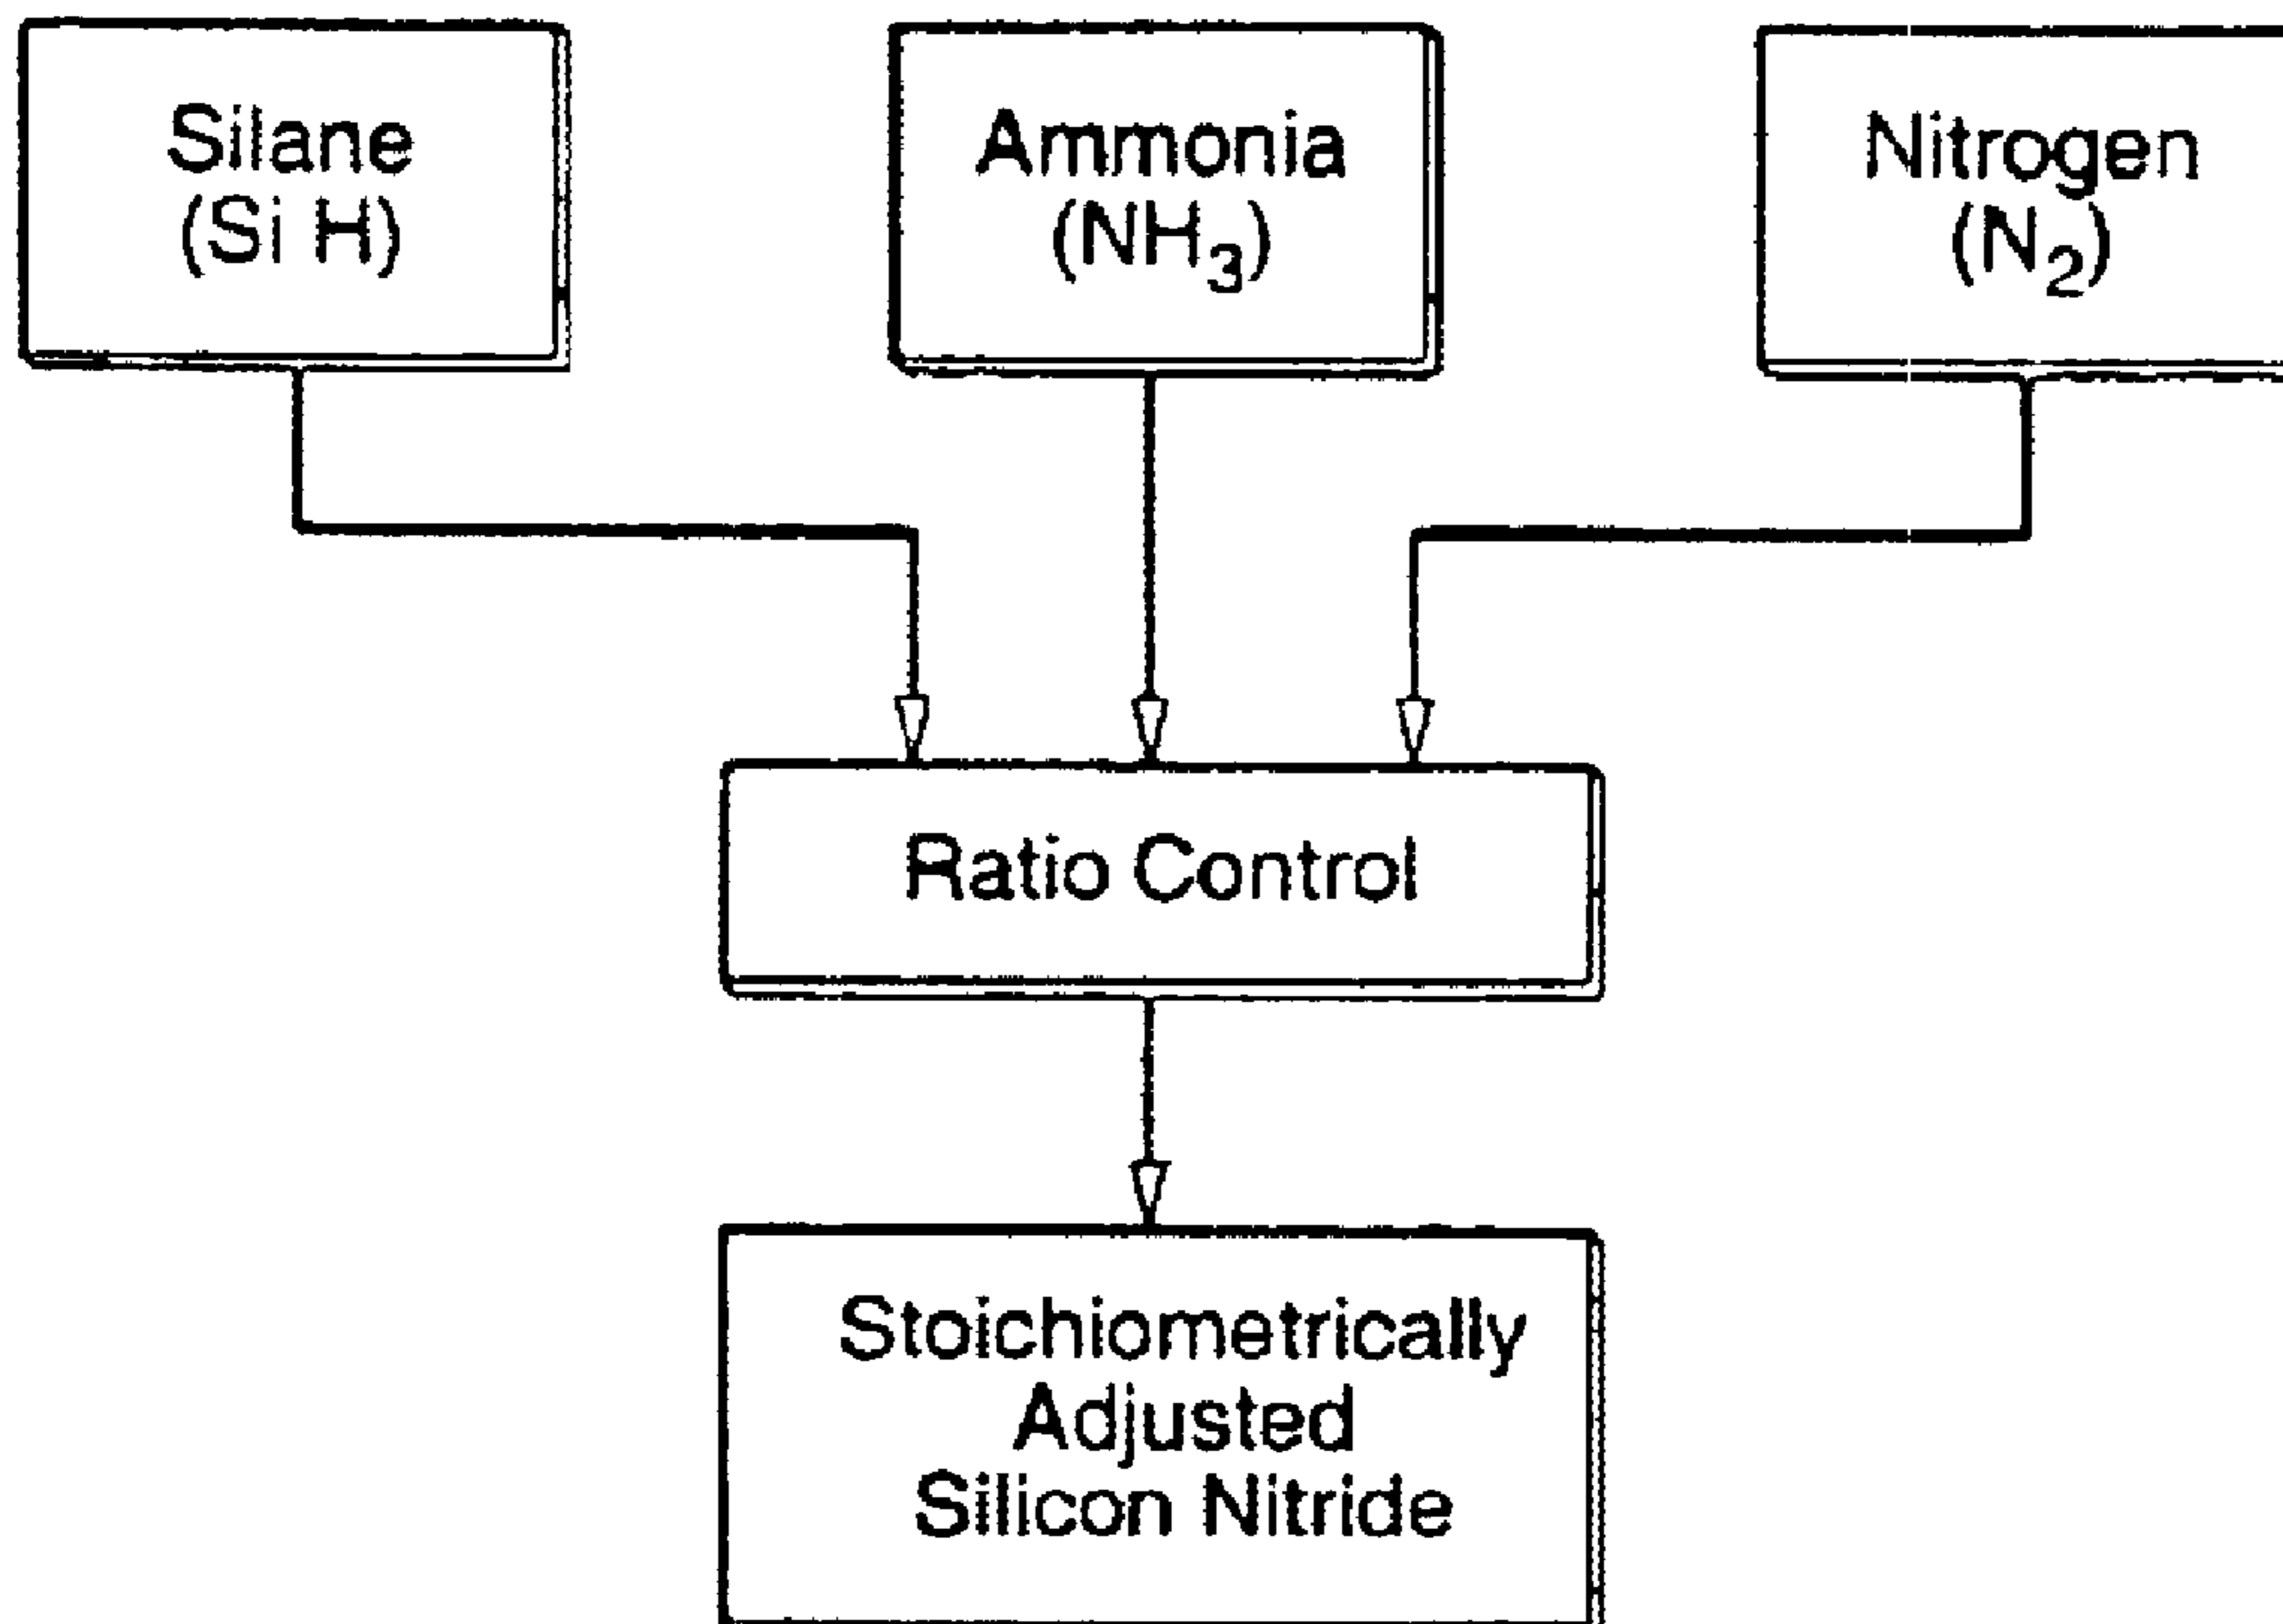 Silane
(Si H)
Ammonia
(NH₃)
Nitrogen
(N₂)
Ratio Control
Stoichiometrically
Adjusted
Silicon Nitride